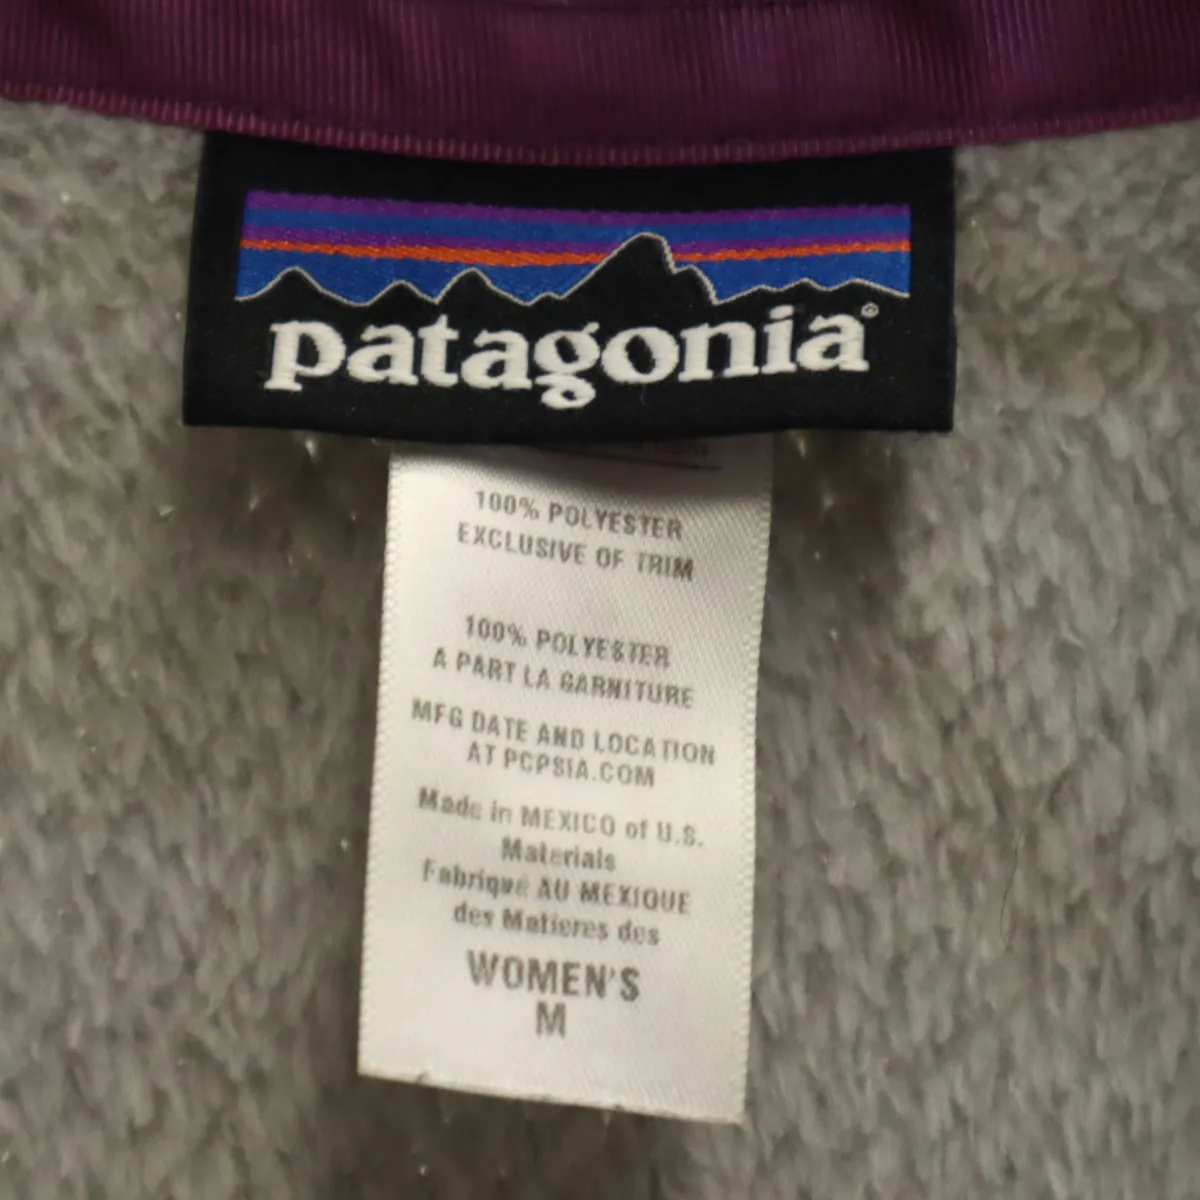 patagonia®
100% POLYESTER
EXCLUSIVE OF TRIM
100% POLYESTER
A PART LA GARNITURE
MFG DATE AND LOCATION
AT PCPSIA.COM
Made in MEXICO of U.S.
Materials
Fabriqué AU MEXIQUE
des Matieres des
WOMEN'S
M